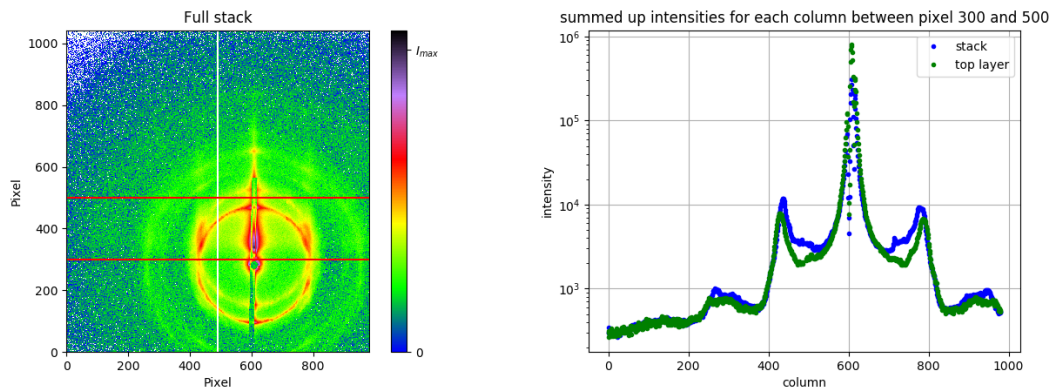 Full stack
1000
800
600
400
200
0
Pixel
0
200
400
600
800
Pixel
I_max
0
summed up intensities for each column between pixel 300 and 500
10^6
10^5
10^4
10^3
intensity
stack
top layer
0
200
400
600
800
1000
column